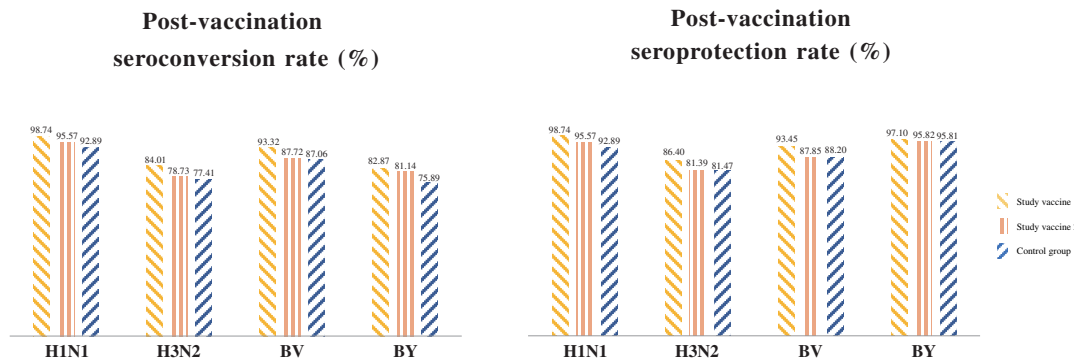 Post-vaccination
seroconversion rate (%)
98.74 95.57 92.89 84.01 78.73 77.41 93.32 87.72 87.06 82.87 81.14 75.89
H1N1 H3N2 BV BY
Post-vaccination
seroprotection rate (%)
98.74 95.57 92.89 86.40 81.39 81.47 93.45 87.85 88.20 97.10 95.82 95.81
H1N1 H3N2 BV BY
Study vaccine
Study vaccine
Control group